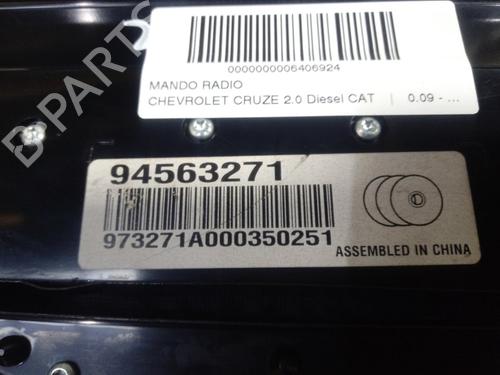 B-PARTS
0000000006406924
MANDO RADIO
CHEVROLET CRUZE 2.0 Diesel CAT | 0.09 - ...
94563271
973271A000350251
ASSEMBLED IN CHINA